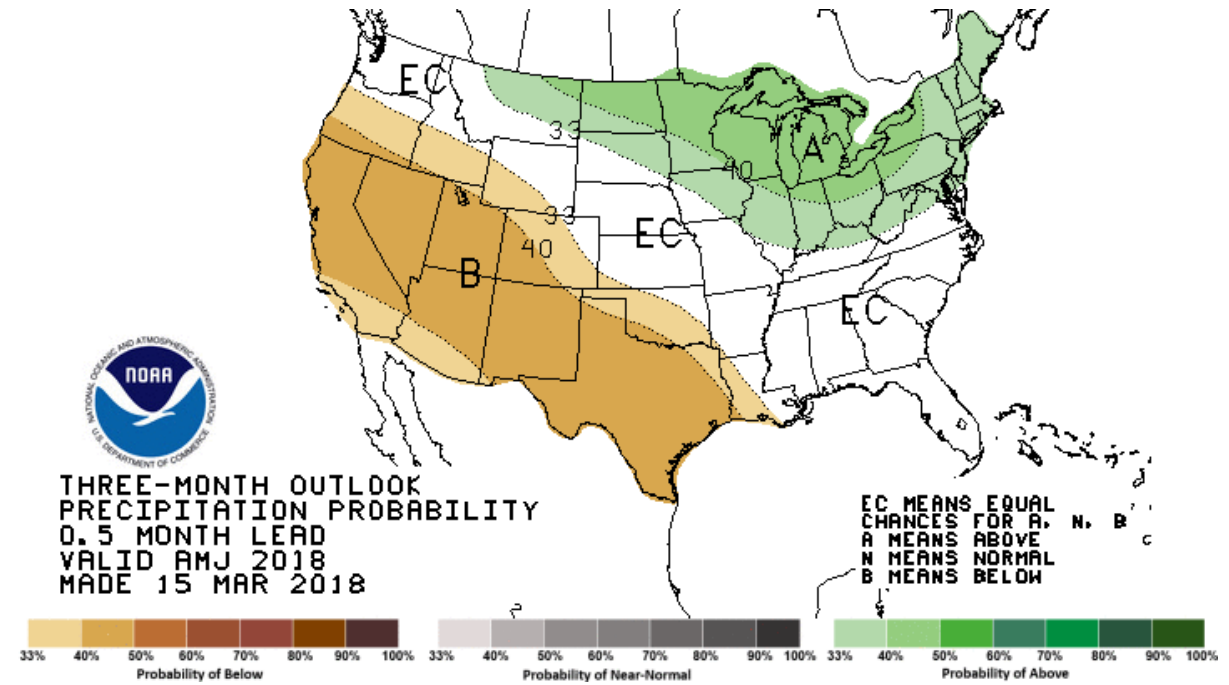 EC
33
A
40
33
EC
40
B
EC
NATIONAL OCEANIC AND ATMOSPHERIC ADMINISTRATION
NOAA
U.S. DEPARTMENT OF COMMERCE
THREE-MONTH OUTLOOK
PRECIPITATION PROBABILITY
0.5 MONTH LEAD
VALID AMJ 2018
MADE 15 MAR 2018
EC MEANS EQUAL
CHANCES FOR A, N, B
A MEANS ABOVE
N MEANS NORMAL
B MEANS BELOW
33% 40% 50% 60% 70% 80% 90% 100%
Probability of Below
33% 40% 50% 60% 70% 80% 90% 100%
Probability of Near-Normal
33% 40% 50% 60% 70% 80% 90% 100%
Probability of Above